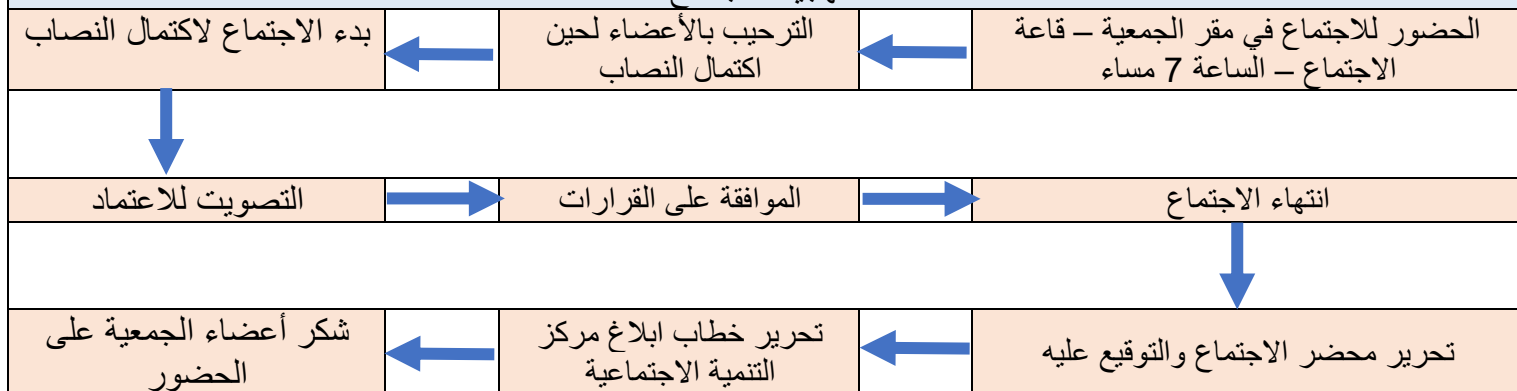 الحضور للاجتماع في مقر الجمعية – قاعة
الاجتماع – الساعة 7 مساء
الترحيب بالأعضاء لحين
اكتمال النصاب
بدء الاجتماع لاكتمال النصاب
التصويت للاعتماد
الموافقة على القرارات
انتهاء الاجتماع
تحرير محضر الاجتماع والتوقيع عليه
تحرير خطاب ابلاغ مركز
التنمية الاجتماعية
شكر أعضاء الجمعية على
الحضور